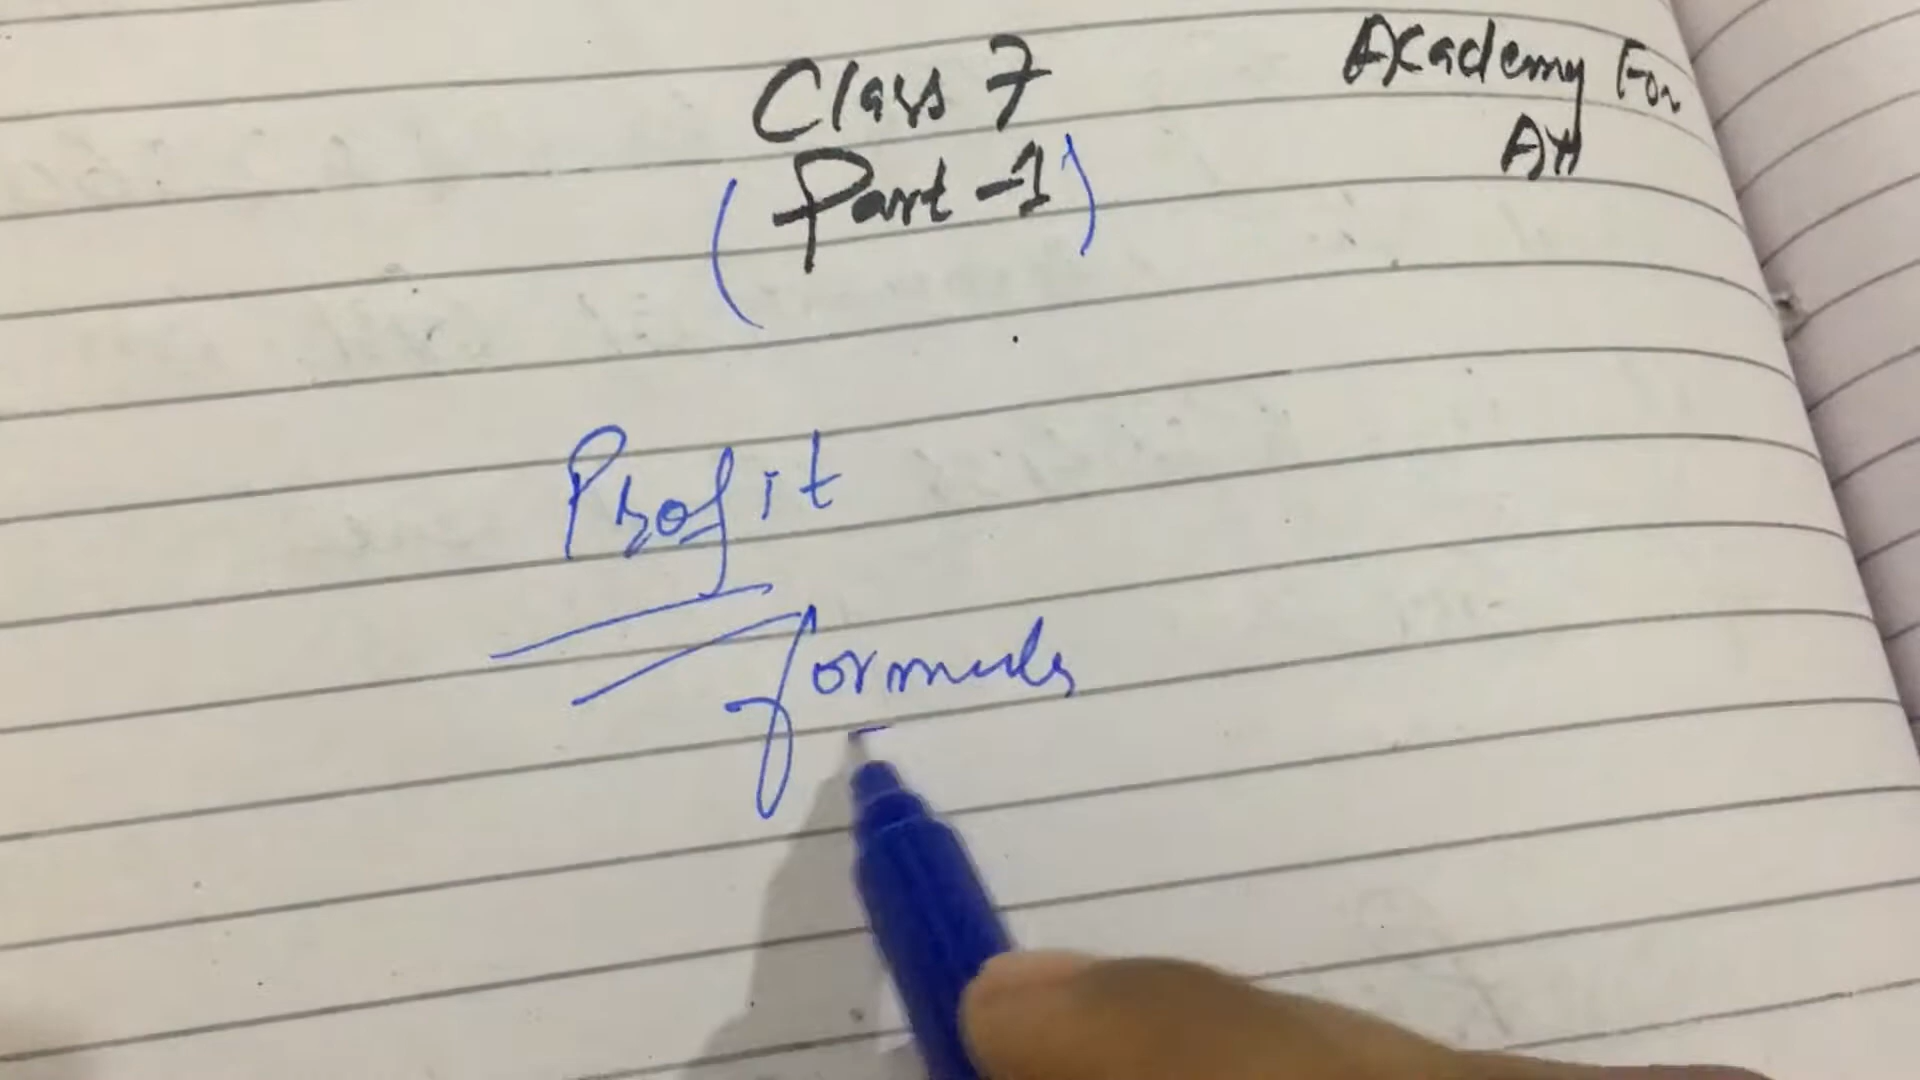 Class 7
(Part -1)
Academy For
All
Profit
formula